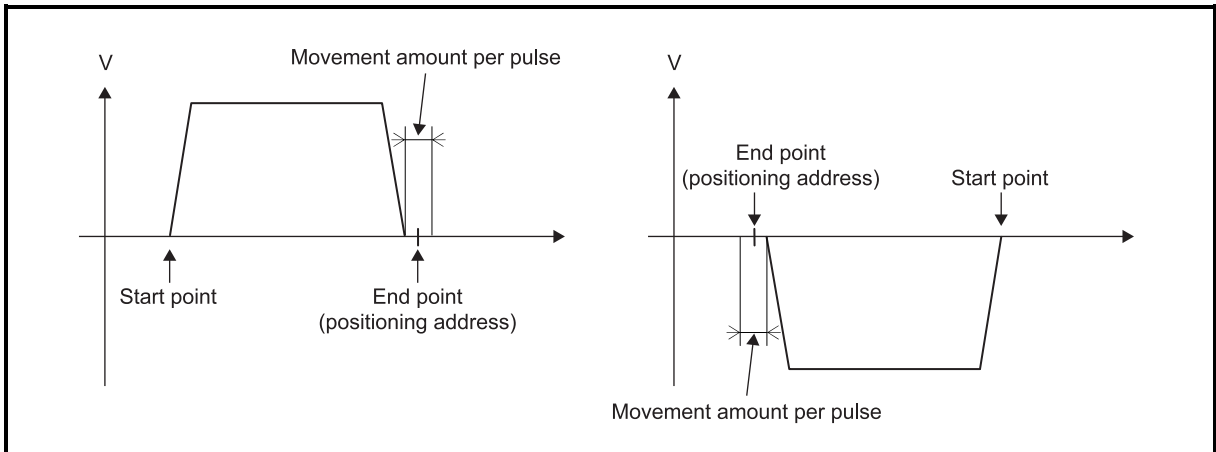 V
Movement amount per pulse
Start point
End point
(positioning address)
V
End point
(positioning address)
Start point
Movement amount per pulse